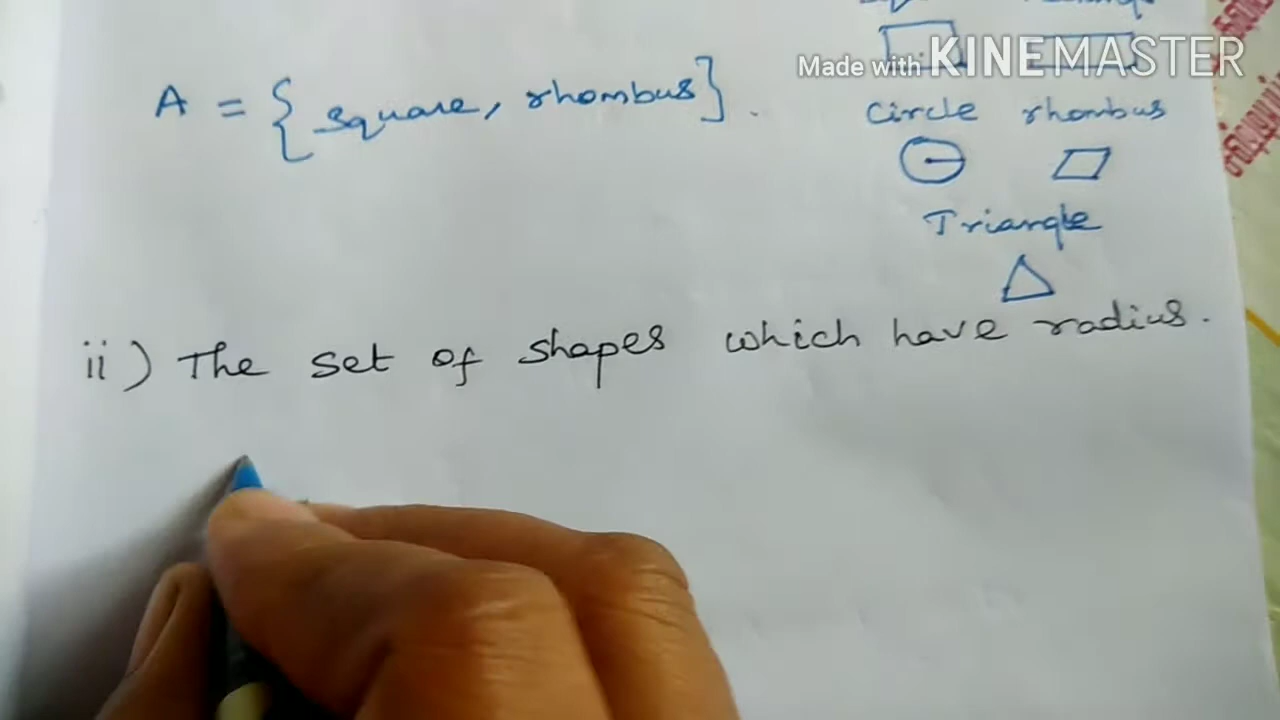 Made with KINEMASTER
A = { square, rhombus } .
circle rhombus
Triangle
ii) The set of shapes which have radius.